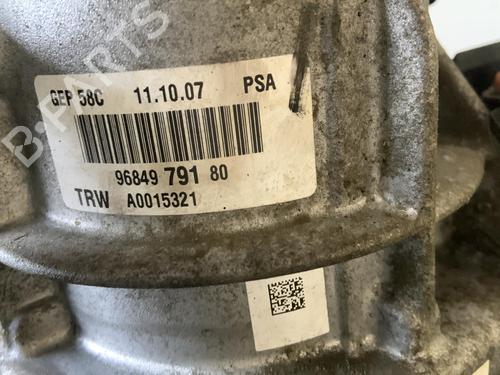 GEP 58C 11.10.07 PSA
96849 791 80
TRW A0015321
B-PARTS